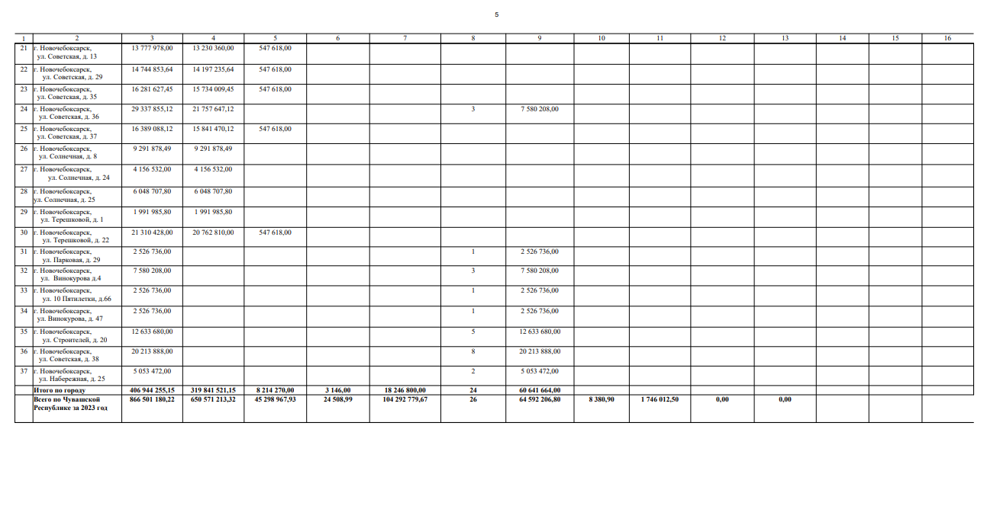 5
1 2 3 4 5 6 7 8 9 10 11 12 13 14 15 16
21 г. Новочебоксарск, 13 777 978,00 13 230 360,00 547 618,00
ул. Советская, д. 13
22 г. Новочебоксарск, 14 744 853,64 14 197 235,64 547 618,00
ул. Советская, д. 29
23 г. Новочебоксарск, 16 281 627,45 15 734 009,45 547 618,00
ул. Советская, д. 35
24 г. Новочебоксарск, 29 337 855,12 21 757 647,12 3 7 580 208,00
ул. Советская, д. 36
25 г. Новочебоксарск, 16 389 088,12 15 841 470,12 547 618,00
ул. Советская, д. 37
26 г. Новочебоксарск, 9 291 878,49 9 291 878,49
ул. Солнечная, д. 8
27 г. Новочебоксарск, 4 156 532,00 4 156 532,00
ул. Солнечная, д. 24
28 г. Новочебоксарск, 6 048 707,80 6 048 707,80
ул. Солнечная, д. 25
29 г. Новочебоксарск, 1 991 985,80 1 991 985,80
ул. Терешковой, д. 1
30 г. Новочебоксарск, 21 310 428,00 20 762 810,00 547 618,00
ул. Терешковой, д. 22
31 г. Новочебоксарск, 2 526 736,00 1 2 526 736,00
ул. Парковая, д. 29
32 г. Новочебоксарск, 7 580 208,00 3 7 580 208,00
ул. Винокурова д.4
33 г. Новочебоксарск, 2 526 736,00 1 2 526 736,00
ул. 10 Пятилетки, д.66
34 г. Новочебоксарск, 2 526 736,00 1 2 526 736,00
ул. Винокурова, д. 47
35 г. Новочебоксарск, 12 633 680,00 5 12 633 680,00
ул. Строителей, д. 20
36 г. Новочебоксарск, 20 213 888,00 8 20 213 888,00
ул. Советская, д. 38
37 г. Новочебоксарск, 5 053 472,00 2 5 053 472,00
ул. Набережная, д. 25
Итого по городу 406 944 255,15 319 841 521,15 8 214 270,00 3 146,00 18 246 800,00 24 60 641 664,00
Всего по Чувашской 866 501 180,22 650 571 213,32 45 298 967,93 24 508,99 104 292 779,67 26 64 592 206,80 8 380,90 1 746 012,50 0,00 0,00
Республике за 2023 год